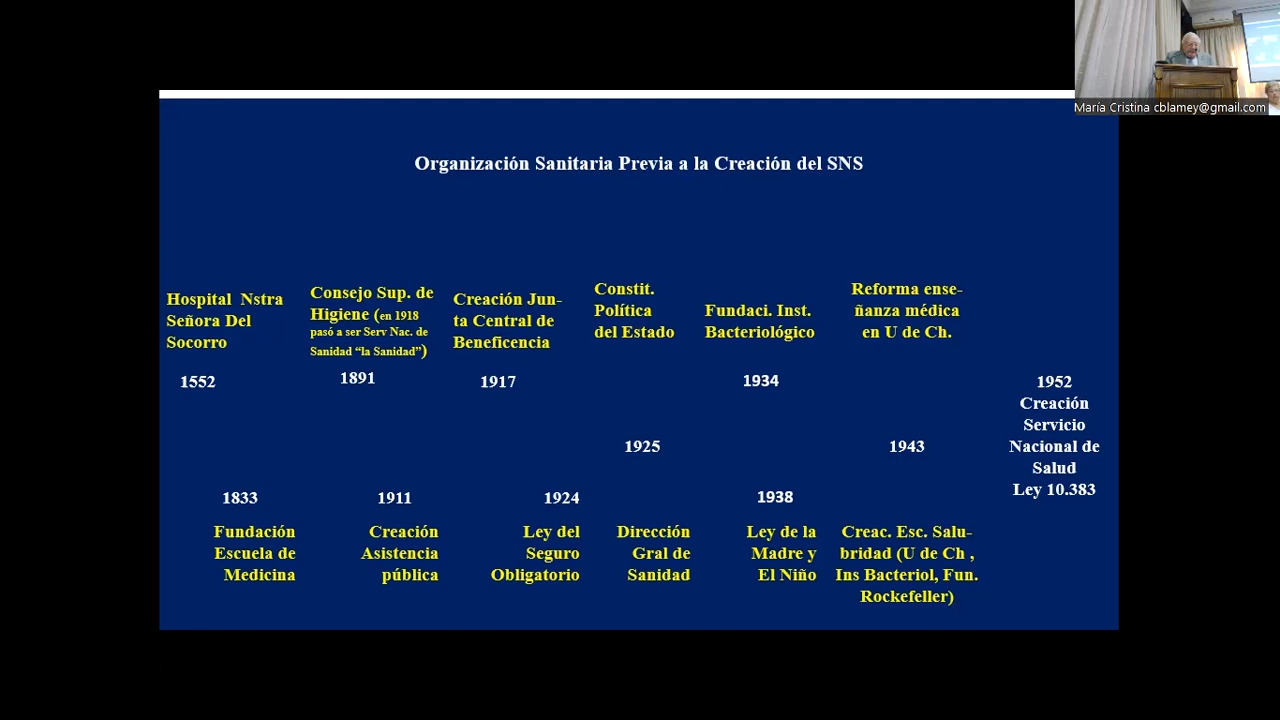 María Cristina cblamey@gmail.com
Organización Sanitaria Previa a la Creación del SNS
Hospital Nstra
Señora Del
Socorro
1552
Consejo Sup. de
Higiene (en 1918
pasó a ser Serv Nac. de
Sanidad “la Sanidad”)
1891
Creación Jun-
ta Central de
Beneficencia
1917
Constit.
Política
del Estado
Fundaci. Inst.
Bacteriológico
1934
Reforma ense-
ñanza médica
en U de Ch.
1925
1943
1952
Creación
Servicio
Nacional de
Salud
Ley 10.383
1833
Fundación
Escuela de
Medicina
1911
Creación
Asistencia
pública
1924
Ley del
Seguro
Obligatorio
Dirección
Gral de
Sanidad
1938
Ley de la
Madre y
El Niño
Creac. Esc. Salu-
bridad (U de Ch ,
Ins Bacteriol, Fun.
Rockefeller)